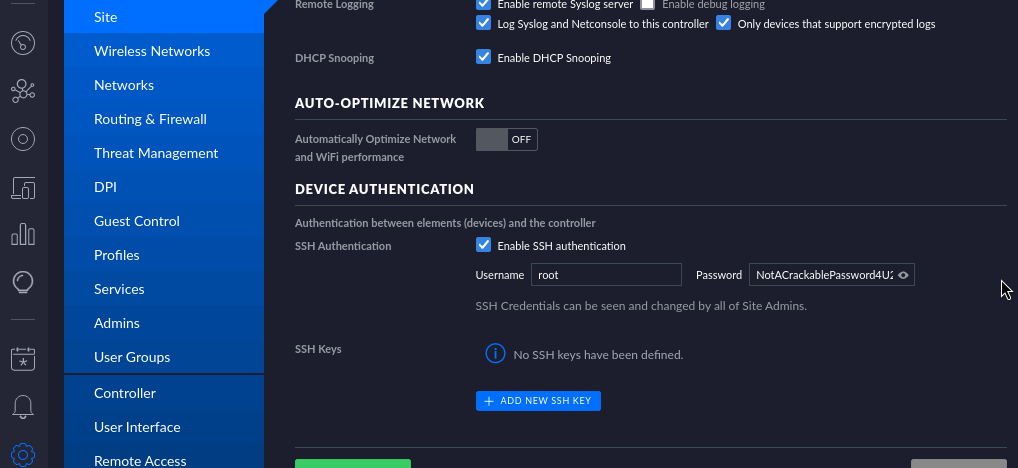 Site
Wireless Networks
Networks
Routing & Firewall
Threat Management
DPI
Guest Control
Profiles
Services
Admins
User Groups
Controller
User Interface
Remote Access
Remote Logging
Enable remote Syslog server
Enable debug logging
Log Syslog and Netconsole to this controller
Only devices that support encrypted logs
DHCP Snooping
Enable DHCP Snooping
AUTO-OPTIMIZE NETWORK
Automatically Optimize Network
and WiFi performance
OFF
DEVICE AUTHENTICATION
Authentication between elements (devices) and the controller
SSH Authentication
Enable SSH authentication
Username
root
Password
NotACrackablePassword4U2
SSH Credentials can be seen and changed by all of Site Admins.
SSH Keys
No SSH keys have been defined.
+ ADD NEW SSH KEY